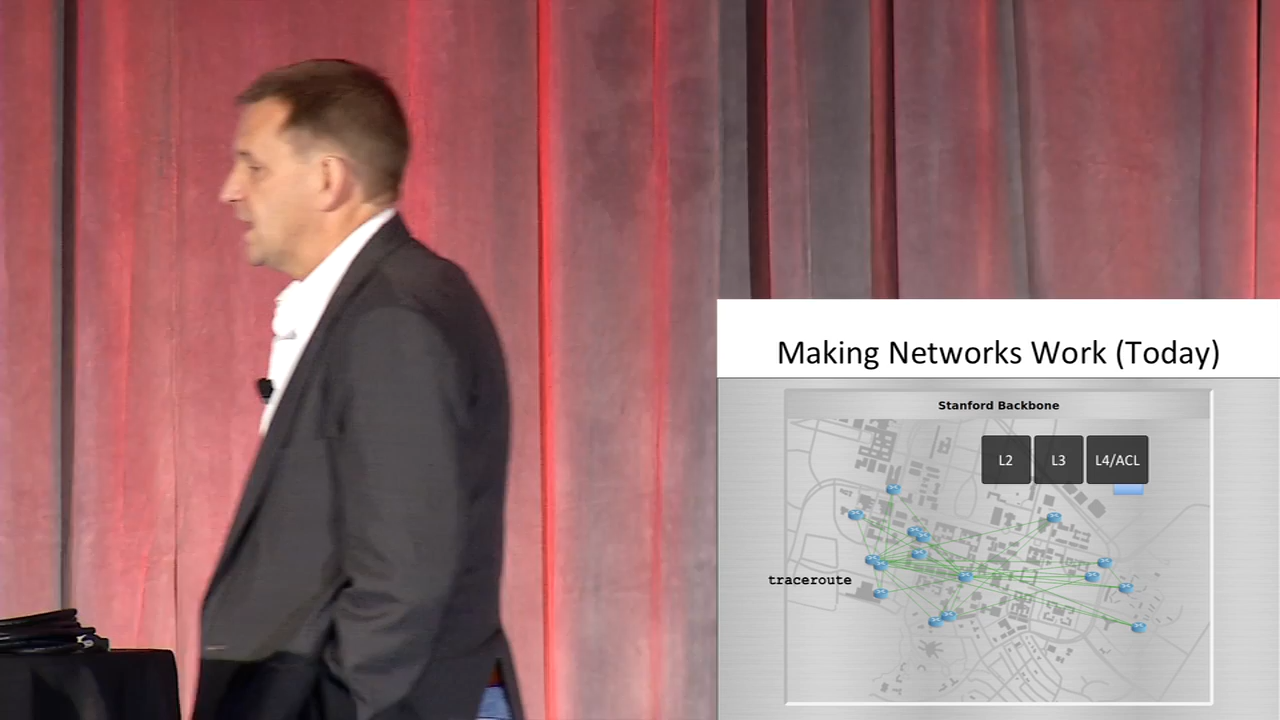 Making Networks Work (Today)
Stanford Backbone
L2 L3 L4/ACL
traceroute